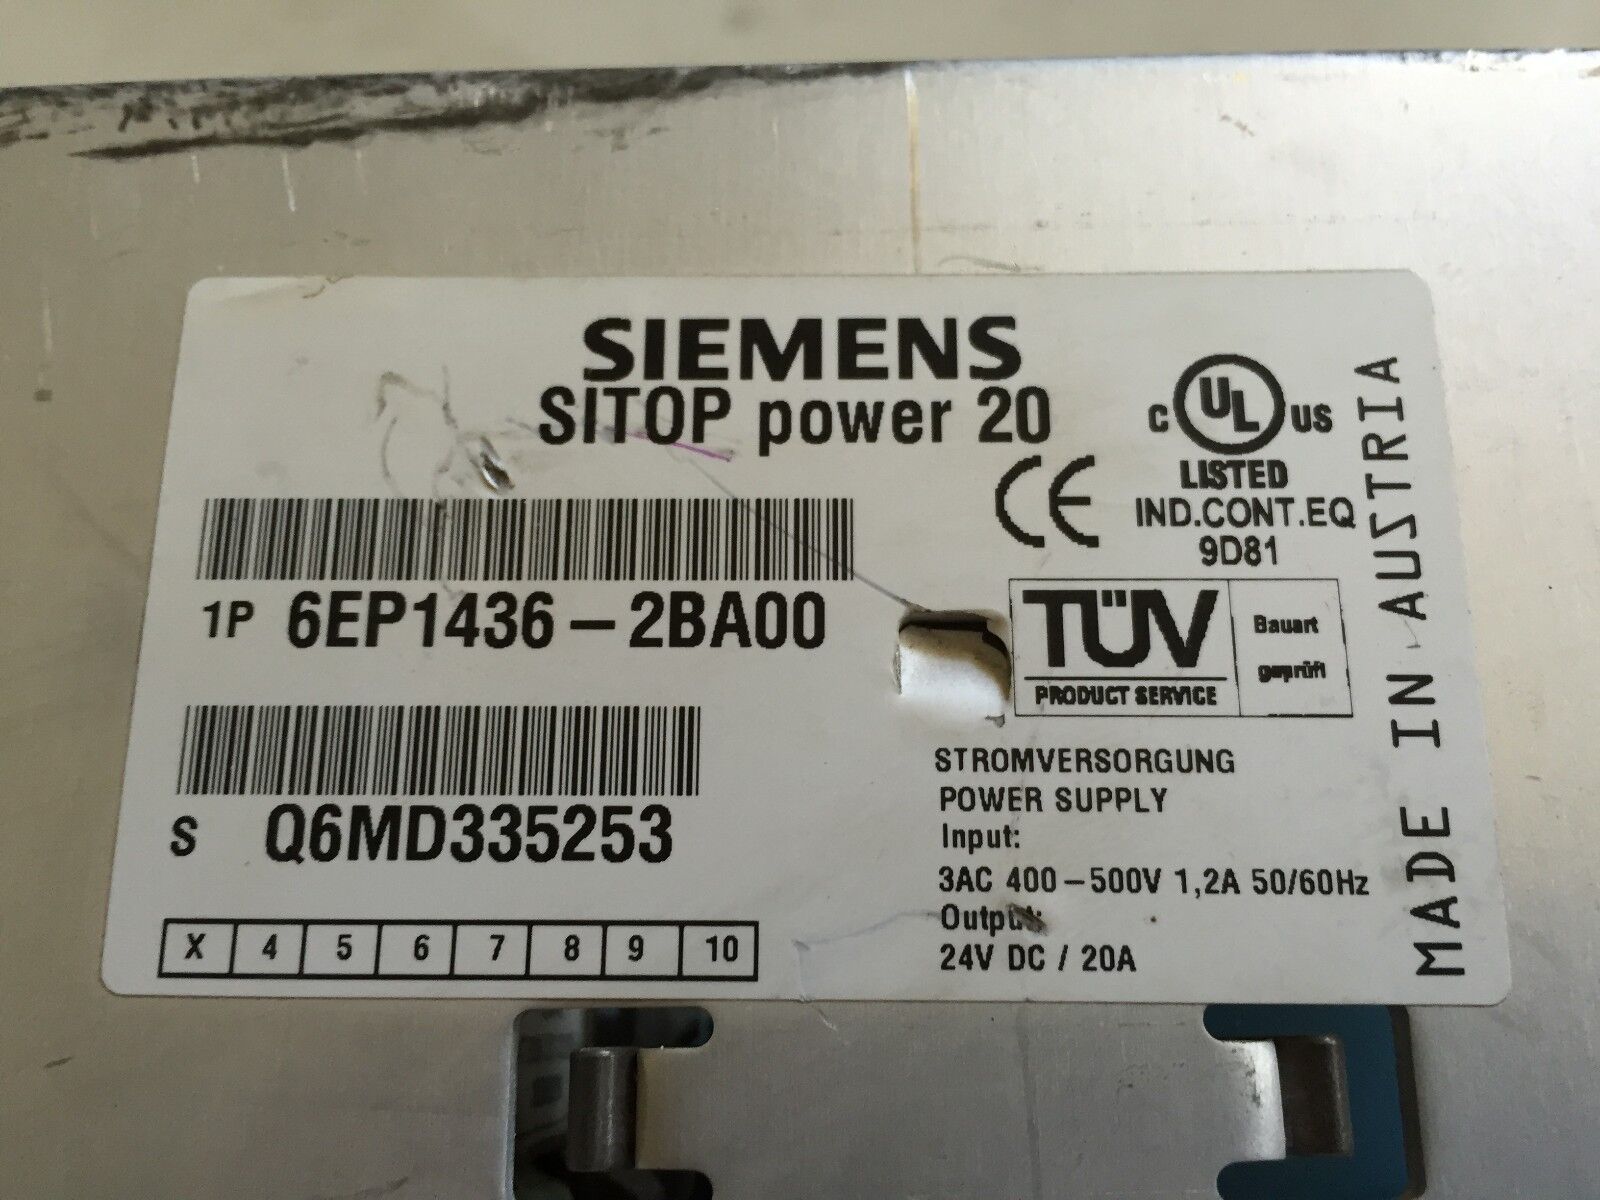 SIEMENS
SITOP power 20
C UL US
LISTED
IND.CONT.EQ
9D81
CE
1P 6EP1436-2BA00
TÜV
PRODUCT SERVICE
Bauart
geprüft
S Q6MD335253
STROMVERSORGUNG
POWER SUPPLY
Input:
3AC 400-500V 1,2A 50/60Hz
Output:
24V DC / 20A
X 4 5 6 7 8 9 10
MADE IN AUSTRIA